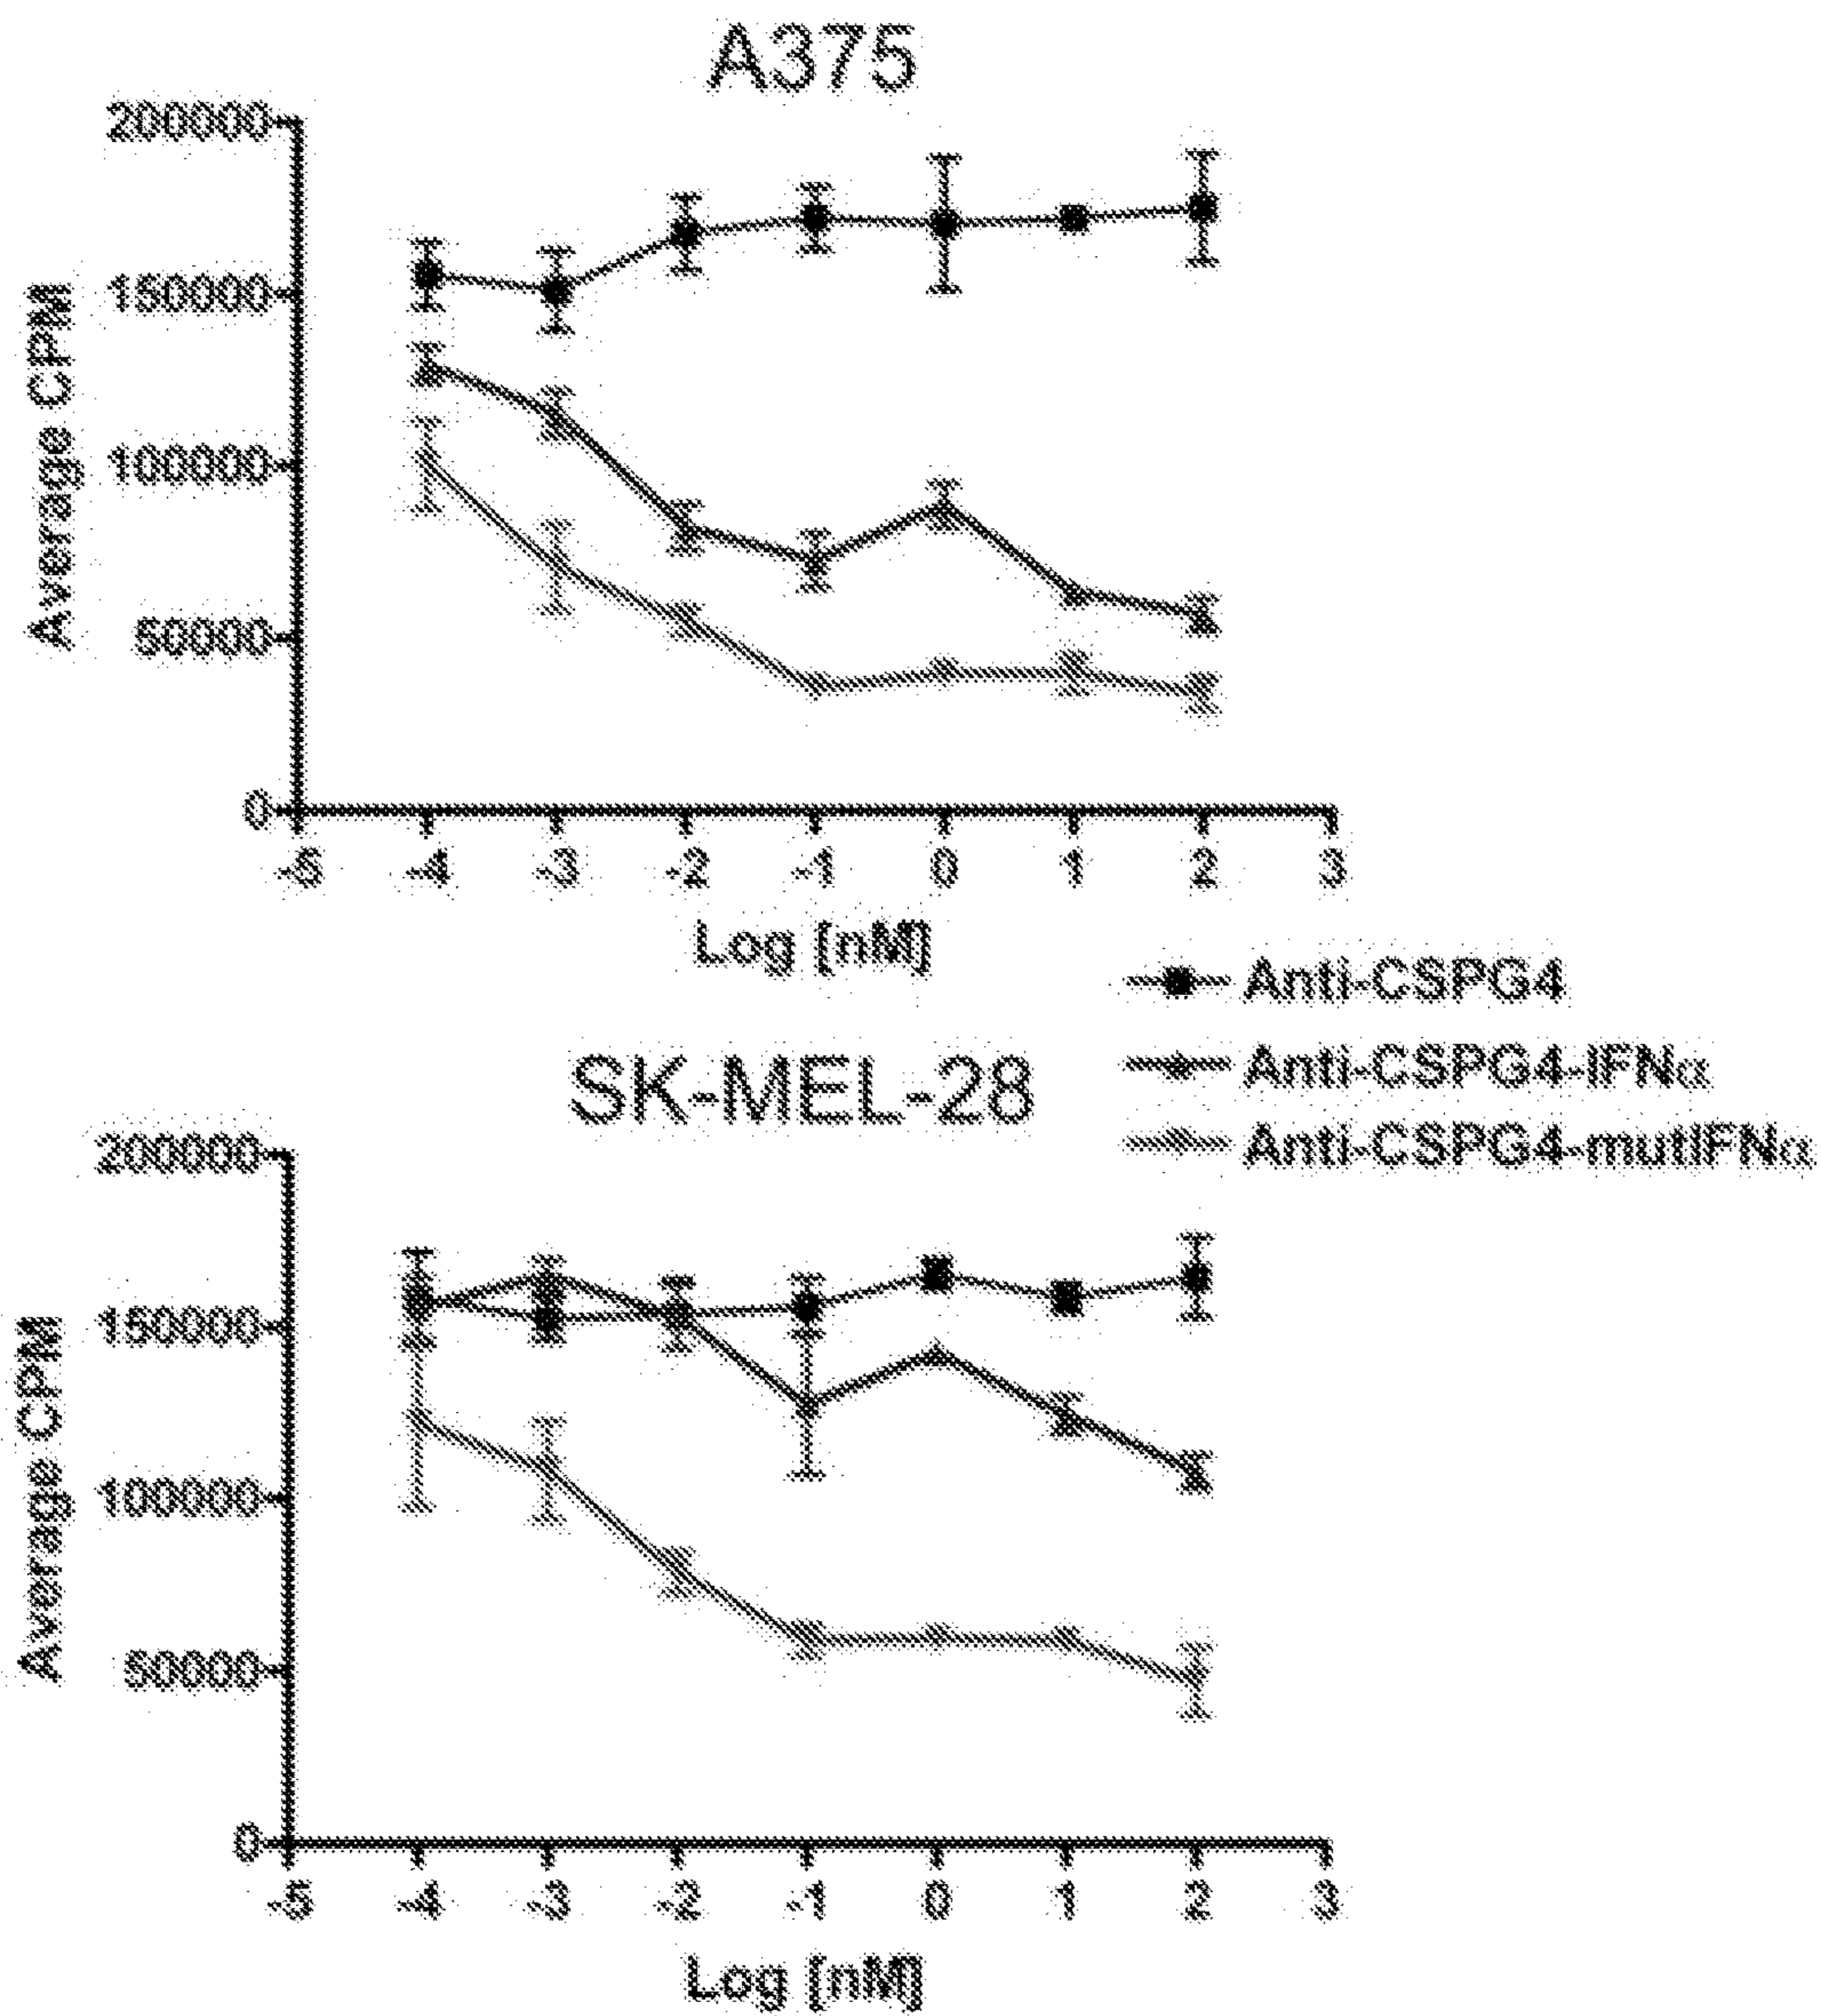 A375
200000
150000
100000
50000
0
Average CPM
-5 -4 -3 -2 -1 0 1 2 3
Log [nM]
Anti-CSPG4
Anti-CSPG4-IFNα
Anti-CSPG4-mutIFNα
SK-MEL-28
200000
150000
100000
50000
0
Average CPM
-5 -4 -3 -2 -1 0 1 2 3
Log [nM]